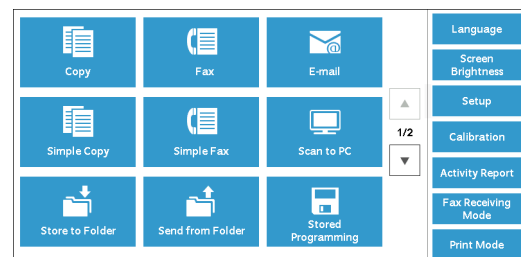 Copy
Fax
E-mail
Simple Copy
Simple Fax
Scan to PC
Store to Folder
Send from Folder
Stored
Programming
1/2
Language
Screen
Brightness
Setup
Calibration
Activity Report
Fax Receiving
Mode
Print Mode